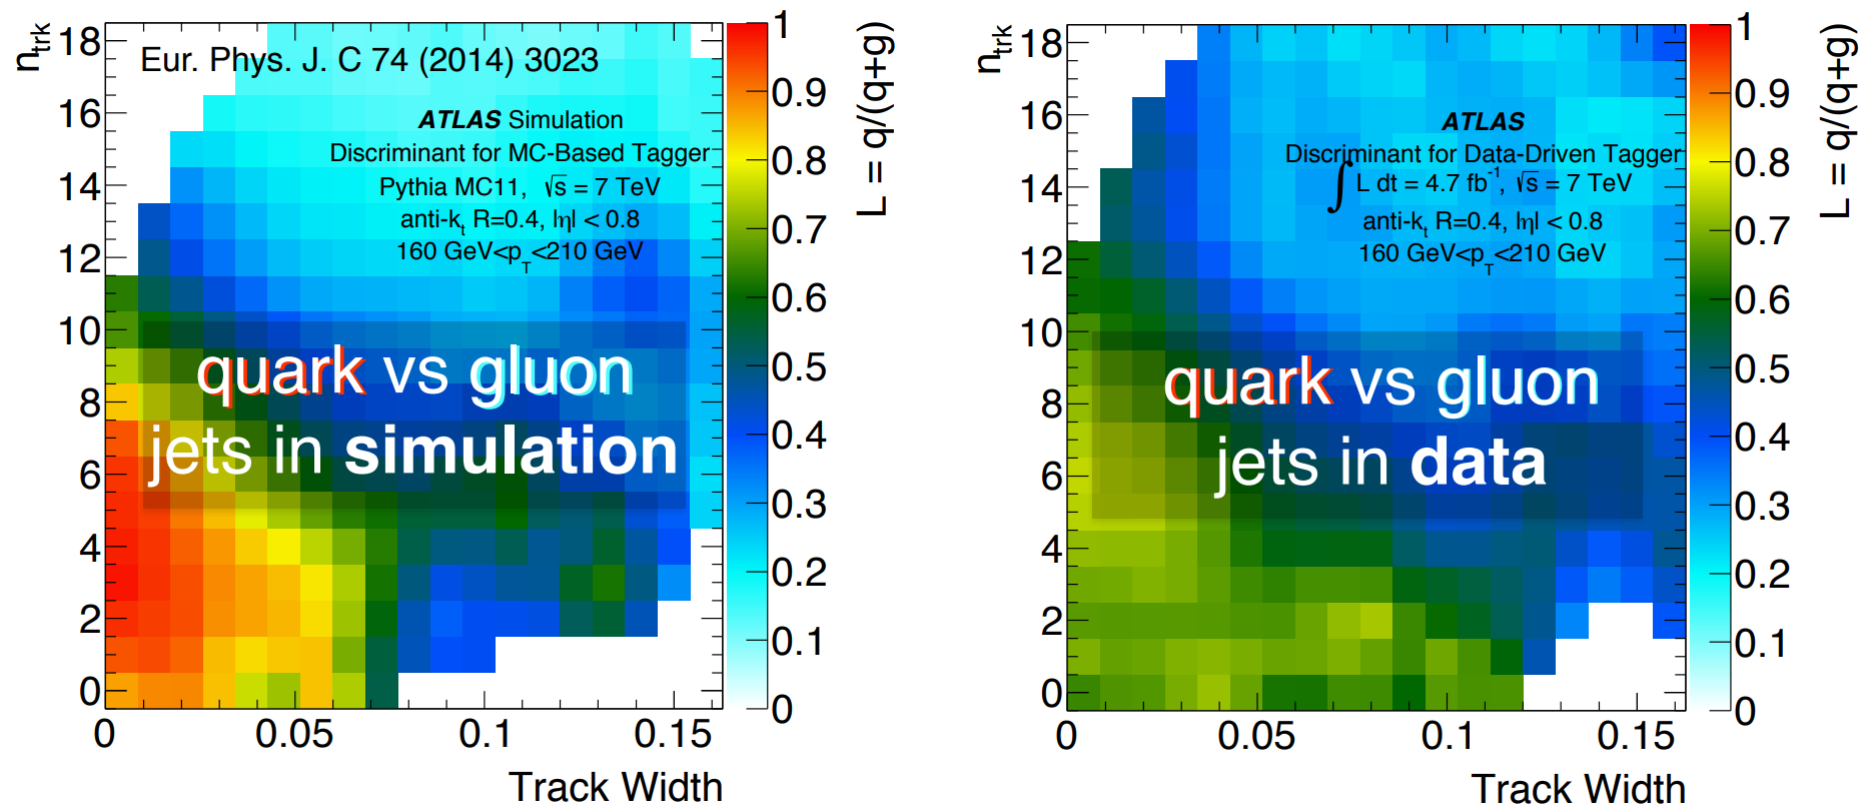 n_trk
18
16
14
12
10
8
6
4
2
0
0
0.05
0.1
0.15
Track Width
Eur. Phys. J. C 74 (2014) 3023
ATLAS Simulation
Discriminant for MC-Based Tagger
Pythia MC11, √s = 7 TeV
anti-k_t R=0.4, |η| < 0.8
160 GeV<p_T<210 GeV
quark vs gluon
jets in simulation
1
0.9
0.8
0.7
0.6
0.5
0.4
0.3
0.2
0.1
0
L = q/(q+g)
n_trk
18
16
14
12
10
8
6
4
2
0
0
0.05
0.1
0.15
Track Width
ATLAS
Discriminant for Data-Driven Tagger
∫ L dt = 4.7 fb⁻¹, √s = 7 TeV
anti-k_t R=0.4, |η| < 0.8
160 GeV<p_T<210 GeV
quark vs gluon
jets in data
1
0.9
0.8
0.7
0.6
0.5
0.4
0.3
0.2
0.1
0
L = q/(q+g)